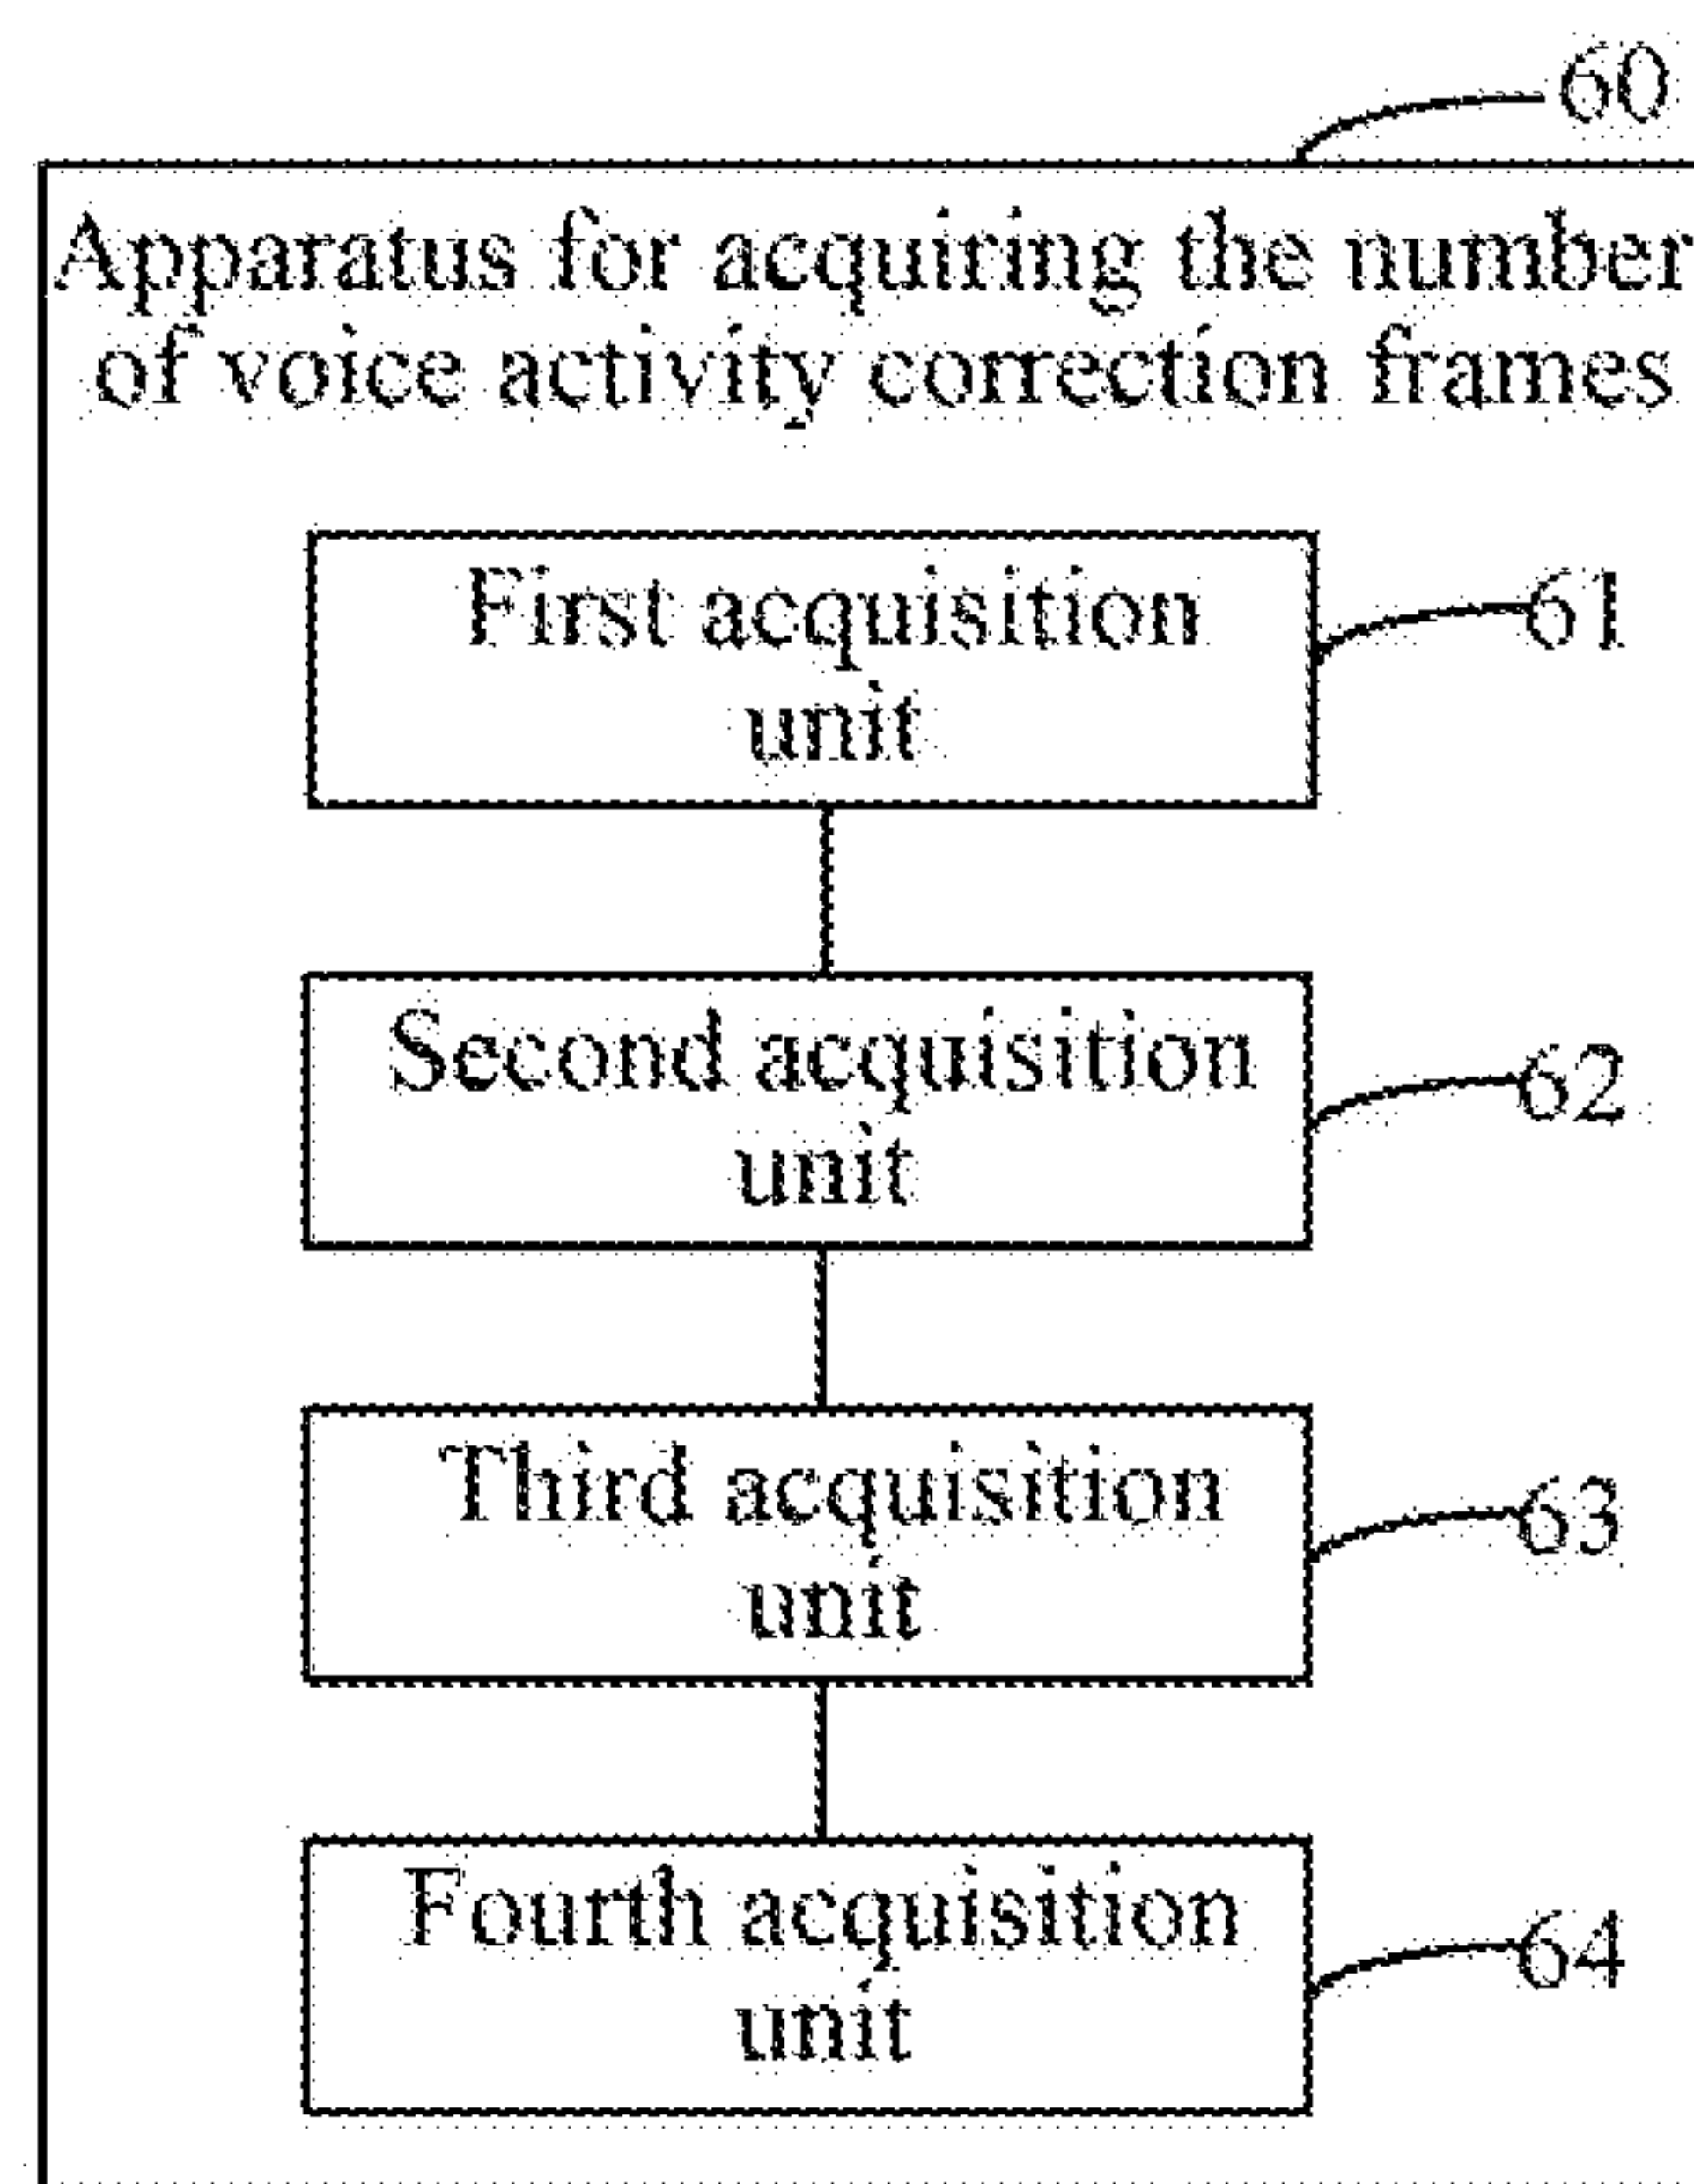 60
Apparatus for acquiring the number
of voice activity correction frames
First acquisition
unit
61
Second acquisition
unit
62
Third acquisition
unit
63
Fourth acquisition
unit
64